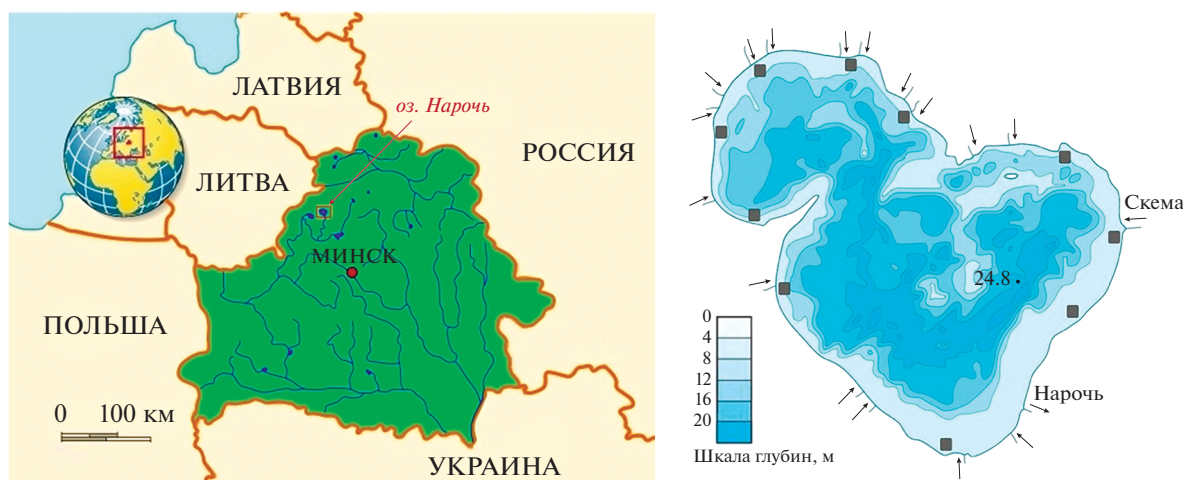 ЛАТВИЯ
оз. Нарочь
РОССИЯ
ЛИТВА
МИНСК
ПОЛЬША
0 100 км
УКРАИНА
Скема
24.8
0
4
8
12
16
20
Нарочь
Шкала глубин, м